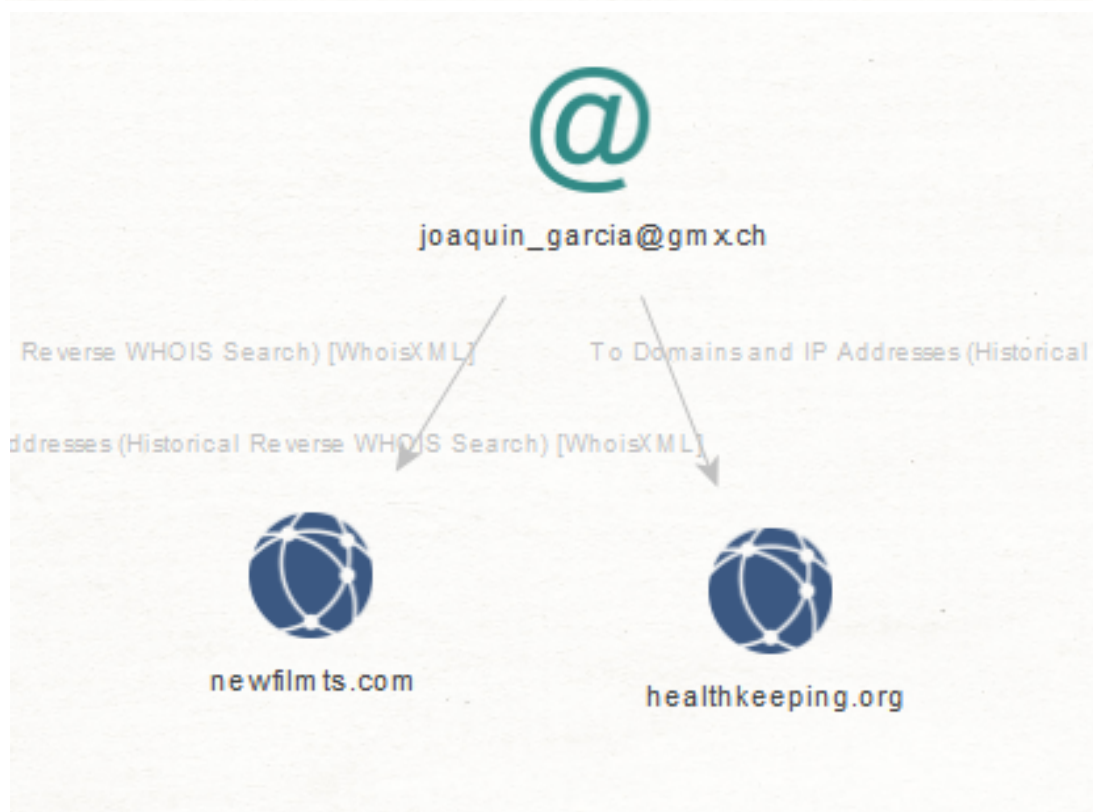 @
joaquin_garcia@gmx.ch
Reverse WHOIS Search) [WhoisXML]
To Domains and IP Addresses (Historical
ddresses (Historical Reverse WHOIS Search) [WhoisXML]
newfilmts.com
healthkeeping.org